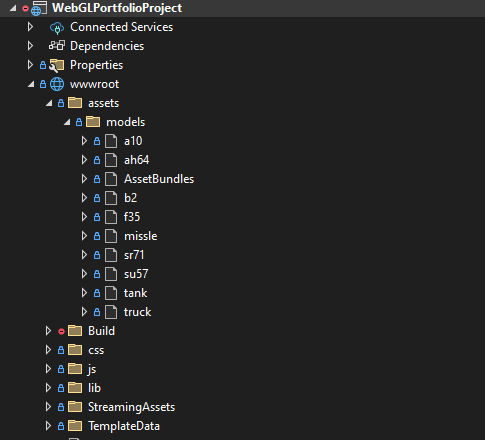 WebGLPortfolioProject
Connected Services
Dependencies
Properties
wwwroot
assets
models
a10
ah64
AssetBundles
b2
f35
missle
sr71
su57
tank
truck
Build
css
js
lib
StreamingAssets
TemplateData